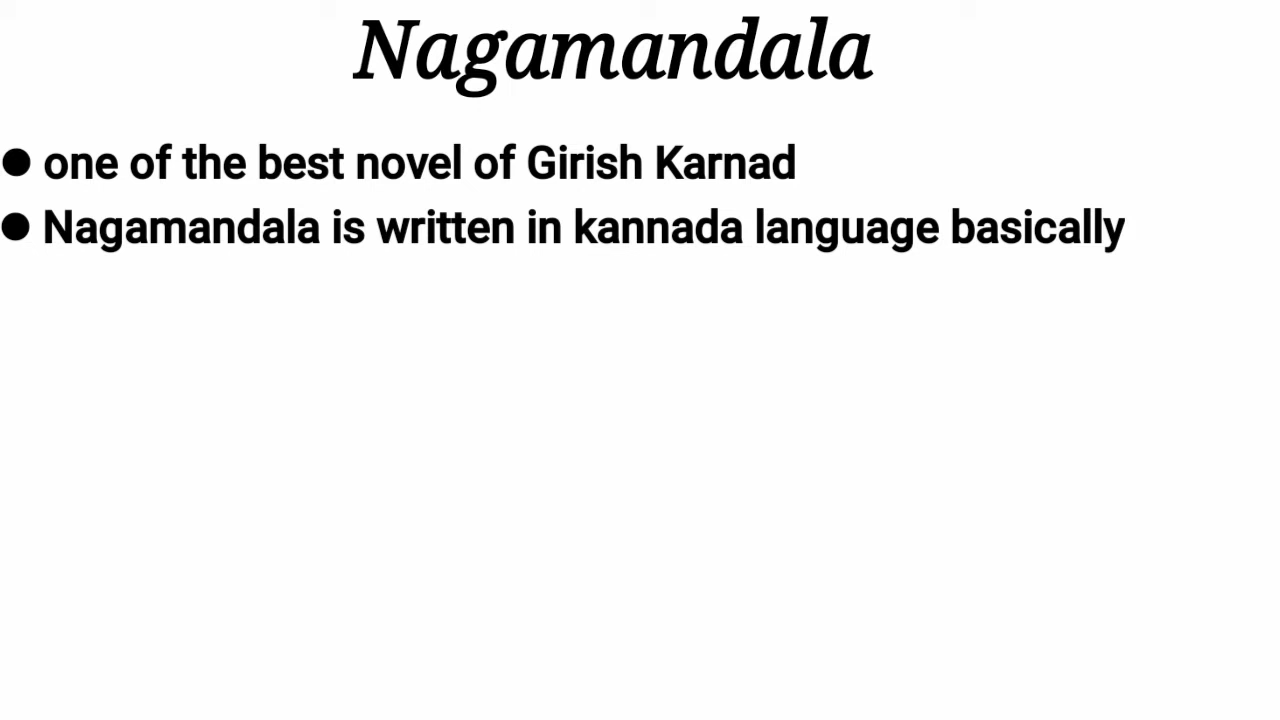 Nagamandala
● one of the best novel of Girish Karnad
● Nagamandala is written in kannada language basically